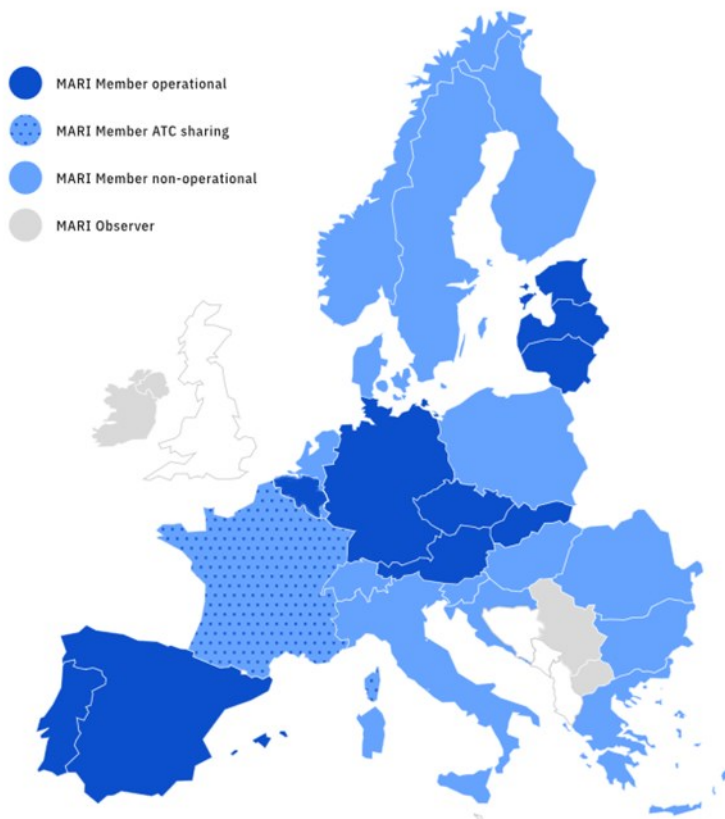 MARI Member operational
MARI Member ATC sharing
MARI Member non-operational
MARI Observer